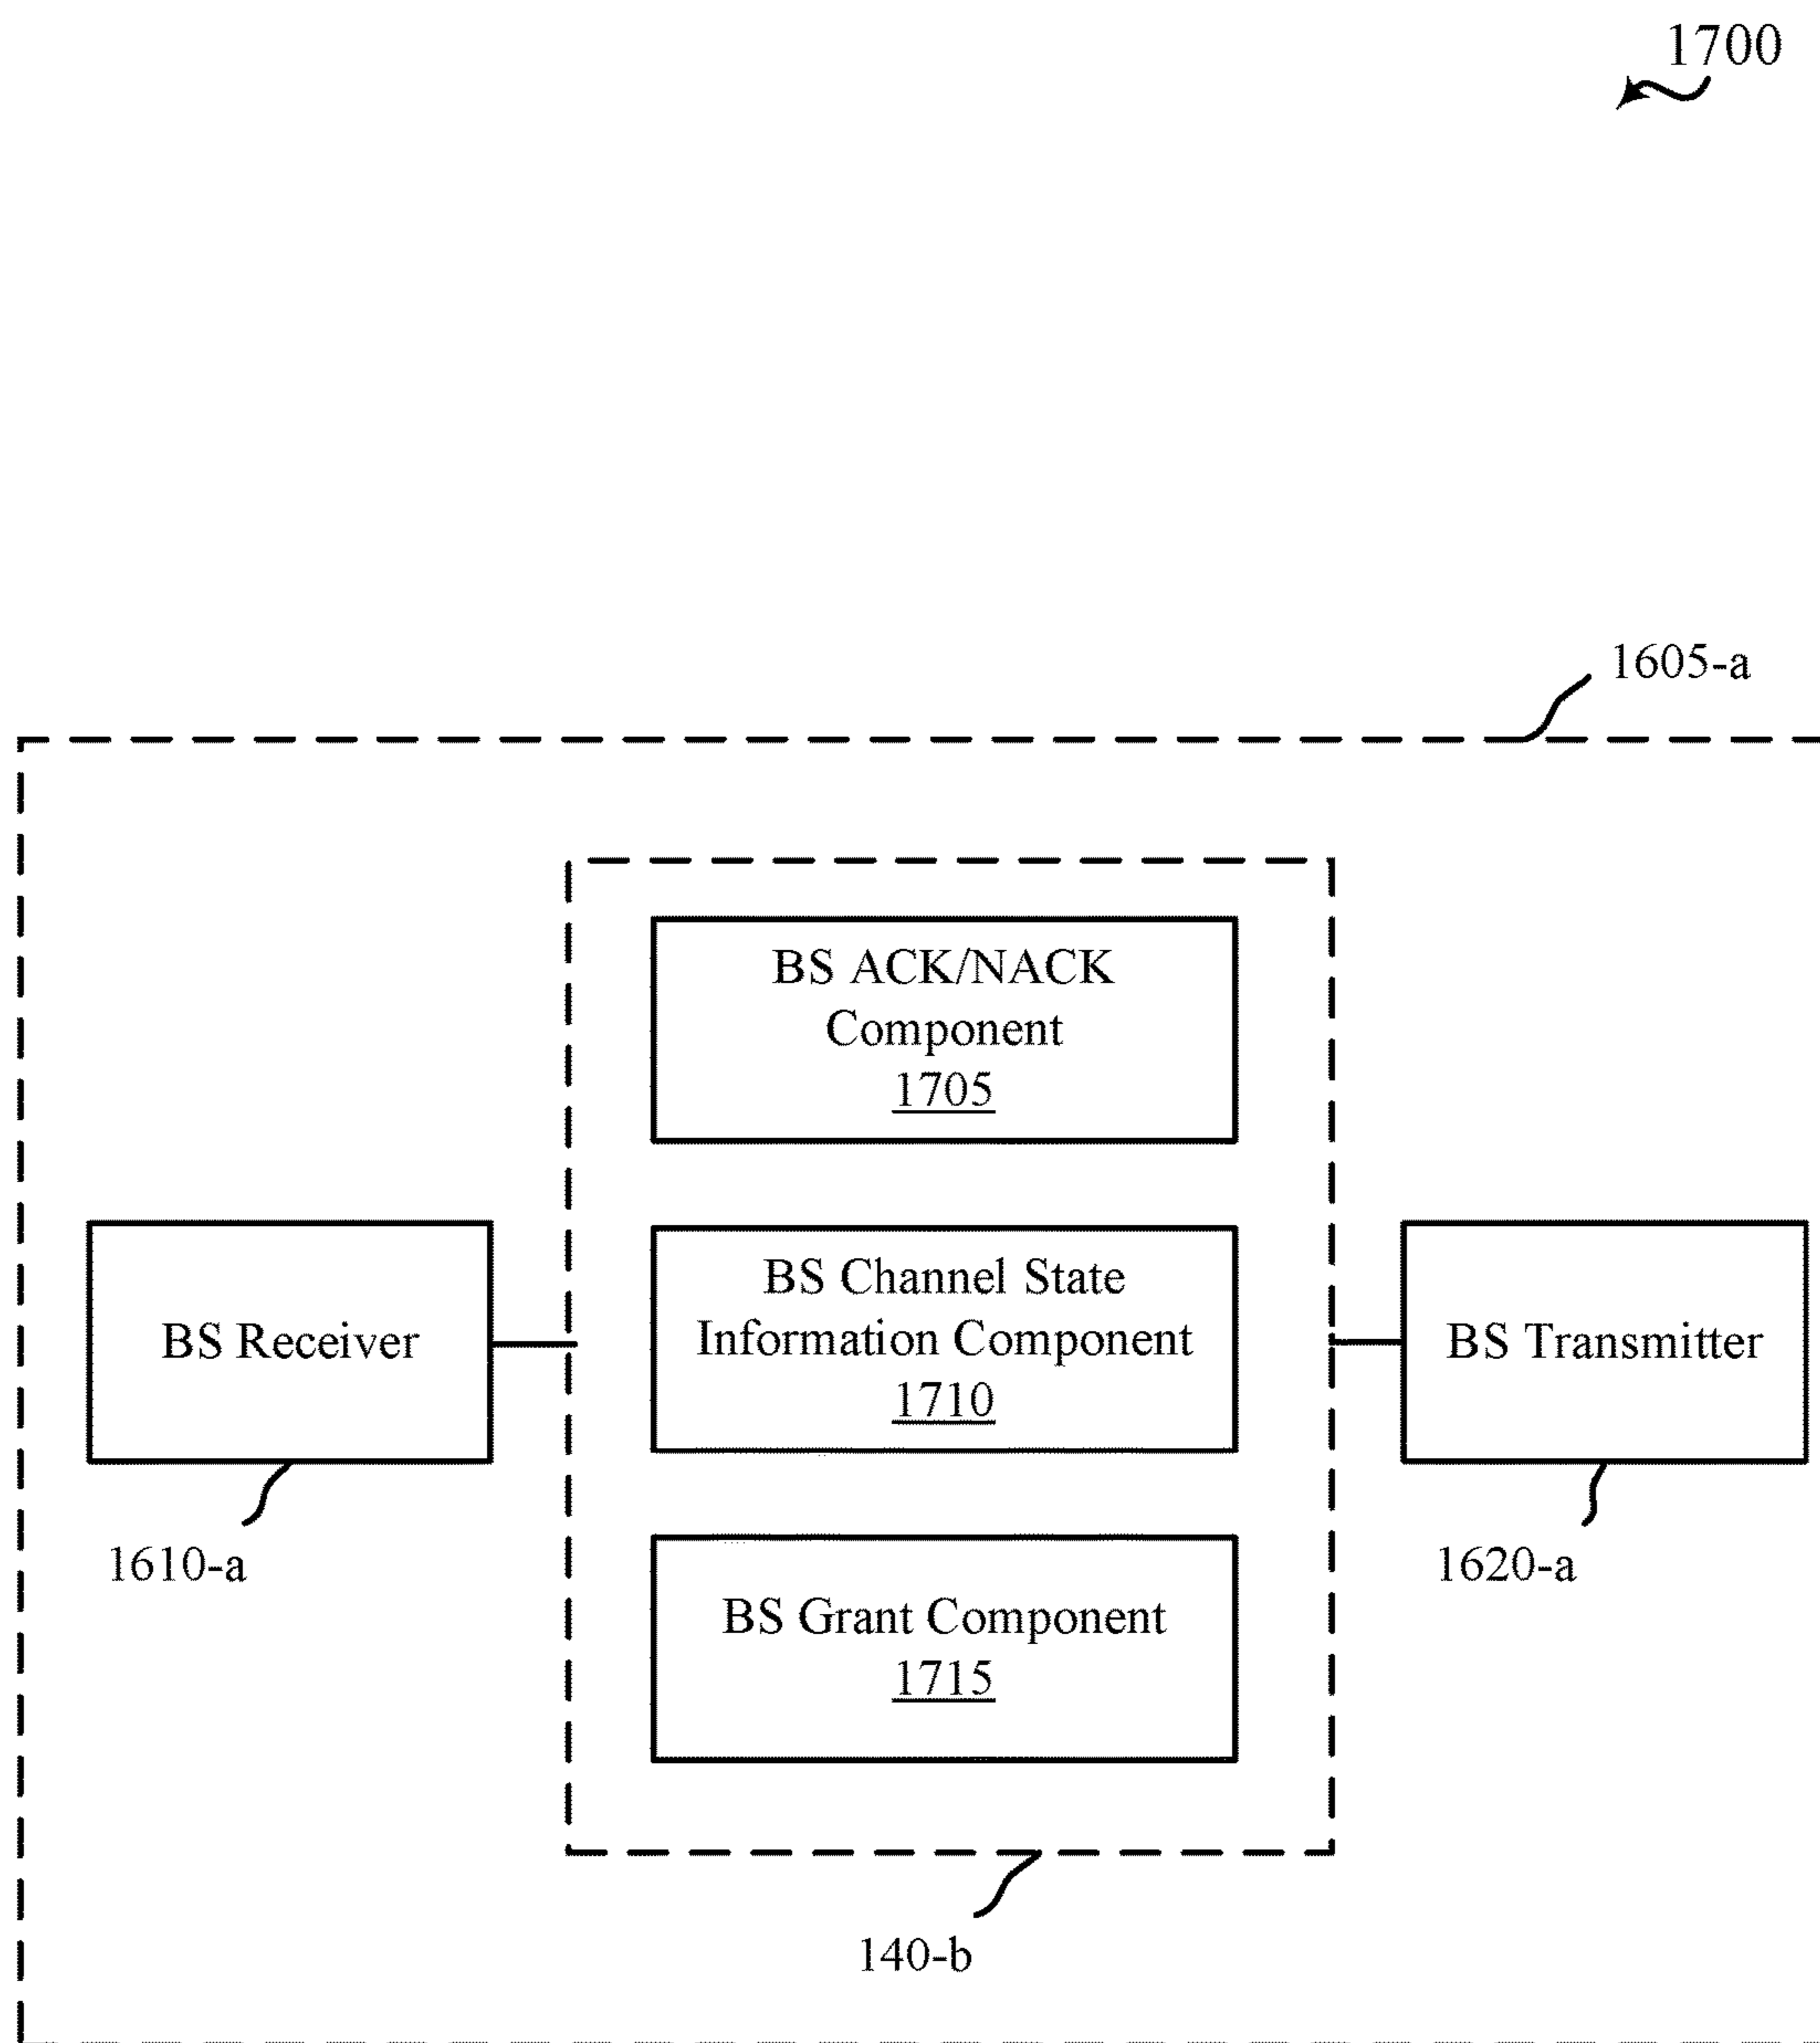 1700
1605-a
BS ACK/NACK
Component
1705
BS Receiver
BS Channel State
Information Component
1710
BS Transmitter
1610-a
1620-a
BS Grant Component
1715
140-b